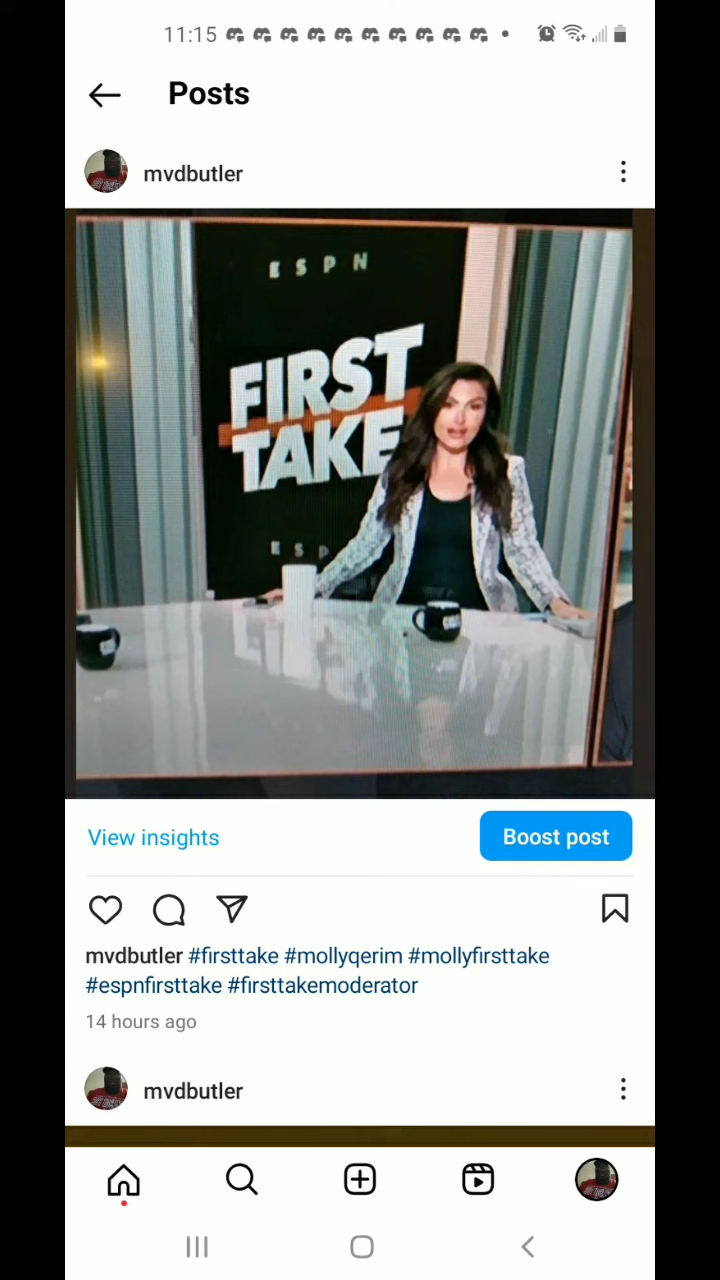 11:15
Posts
mvdbutler
ESPN
FIRST
TAKE
ESP
View insights
Boost post
mvdbutler #firsttake #mollyqerim #mollyfirsttake
#espnfirsttake #firsttakemoderator
14 hours ago
mvdbutler